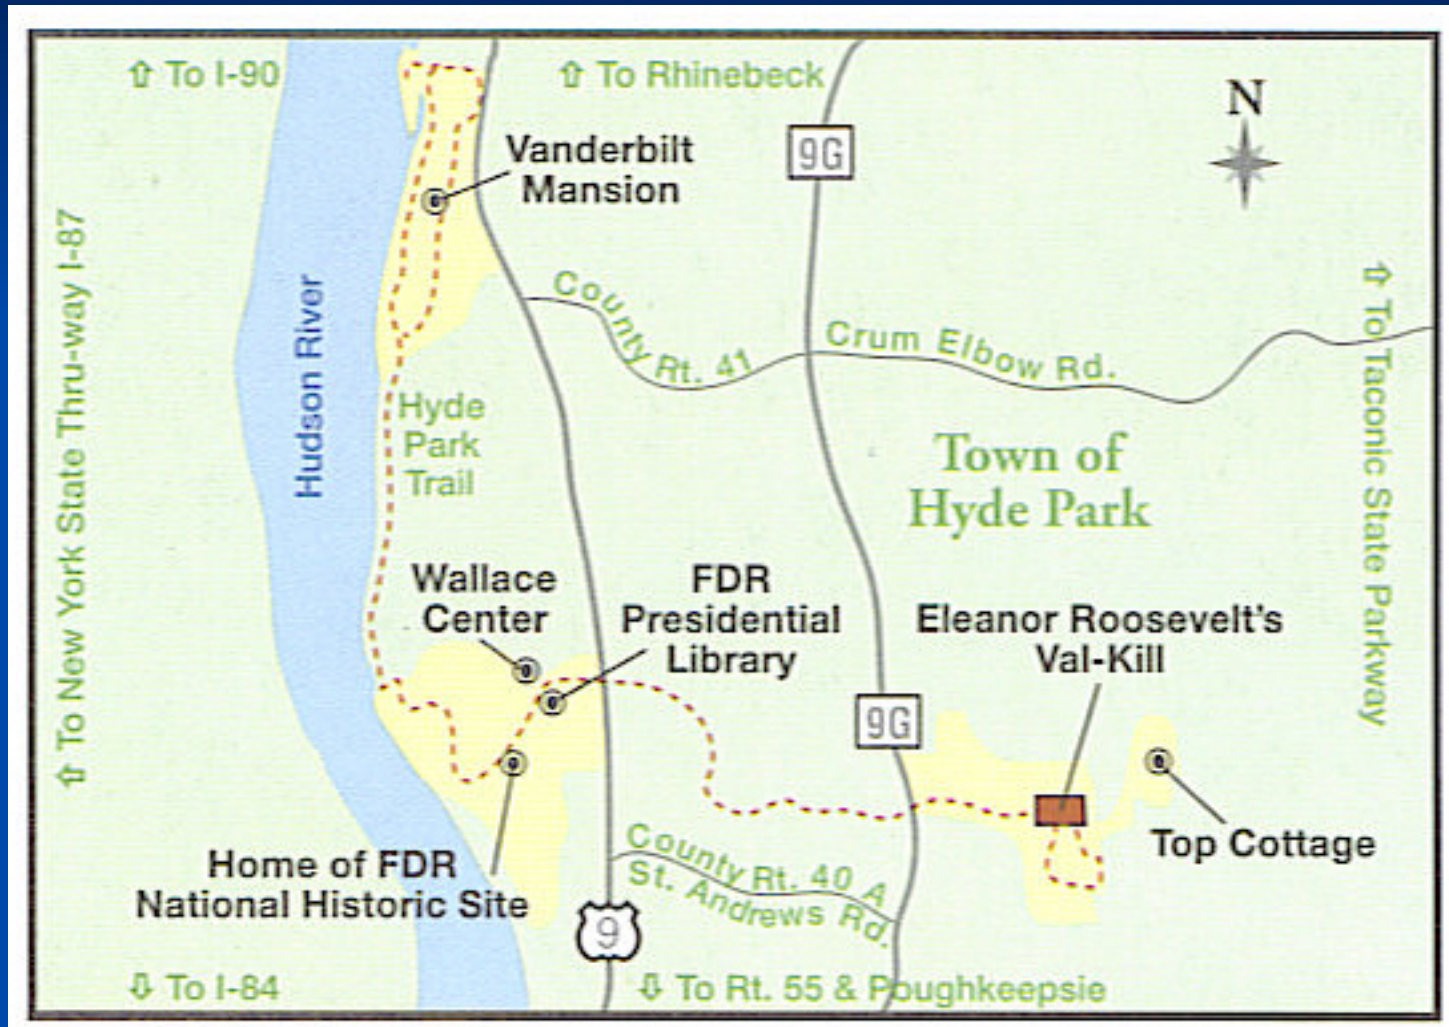 ⇧ To I-90
⇧ To Rhinebeck
N
9G
Vanderbilt
Mansion
⇧ To New York State Thru-way I-87
Hudson River
County Rt. 41
Crum Elbow Rd.
⇧ To Taconic State Parkway
Hyde
Park
Trail
Town of
Hyde Park
Wallace
Center
FDR
Presidential
Library
Eleanor Roosevelt's
Val-Kill
9G
Top Cottage
Home of FDR
National Historic Site
County Rt. 40 A
St. Andrews Rd.
9
⇩ To I-84
⇩ To Rt. 55 & Poughkeepsie